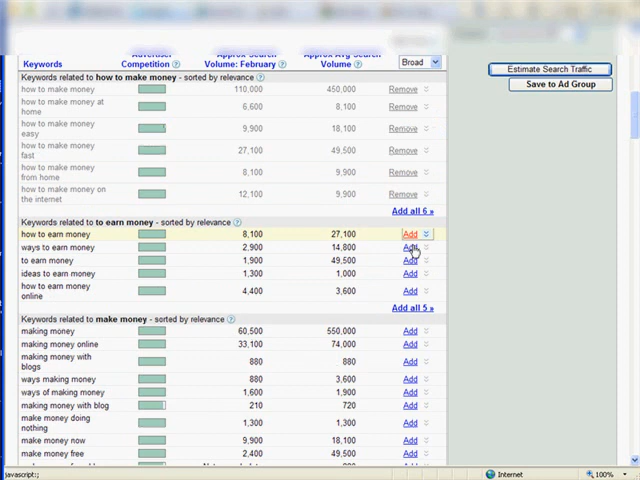 Advertiser Approx Search Approx Avg Search
Keywords Competition ? Volume: February ? Volume ? Broad
Estimate Search Traffic
Save to Ad Group
Keywords related to how to make money - sorted by relevance ?
how to make money 110,000 450,000 Remove
how to make money at home 6,600 8,100 Remove
how to make money easy 9,900 18,100 Remove
how to make money fast 27,100 49,500 Remove
how to make money from home 8,100 9,900 Remove
how to make money on the internet 12,100 9,900 Remove
Add all 6 »
Keywords related to to earn money - sorted by relevance ?
how to earn money 8,100 27,100 Add
ways to earn money 2,900 14,800 Add
to earn money 1,900 49,500 Add
ideas to earn money 1,300 1,000 Add
how to earn money online 4,400 3,600 Add
Add all 5 »
Keywords related to make money - sorted by relevance ?
making money 60,500 550,000 Add
making money online 33,100 74,000 Add
making money with blogs 880 880 Add
ways making money 880 3,600 Add
ways of making money 1,600 1,900 Add
making money with blog 210 720 Add
make money doing nothing 1,300 1,300 Add
make money now 9,900 18,100 Add
make money free 2,400 49,500 Add
javascript:; Internet 100%